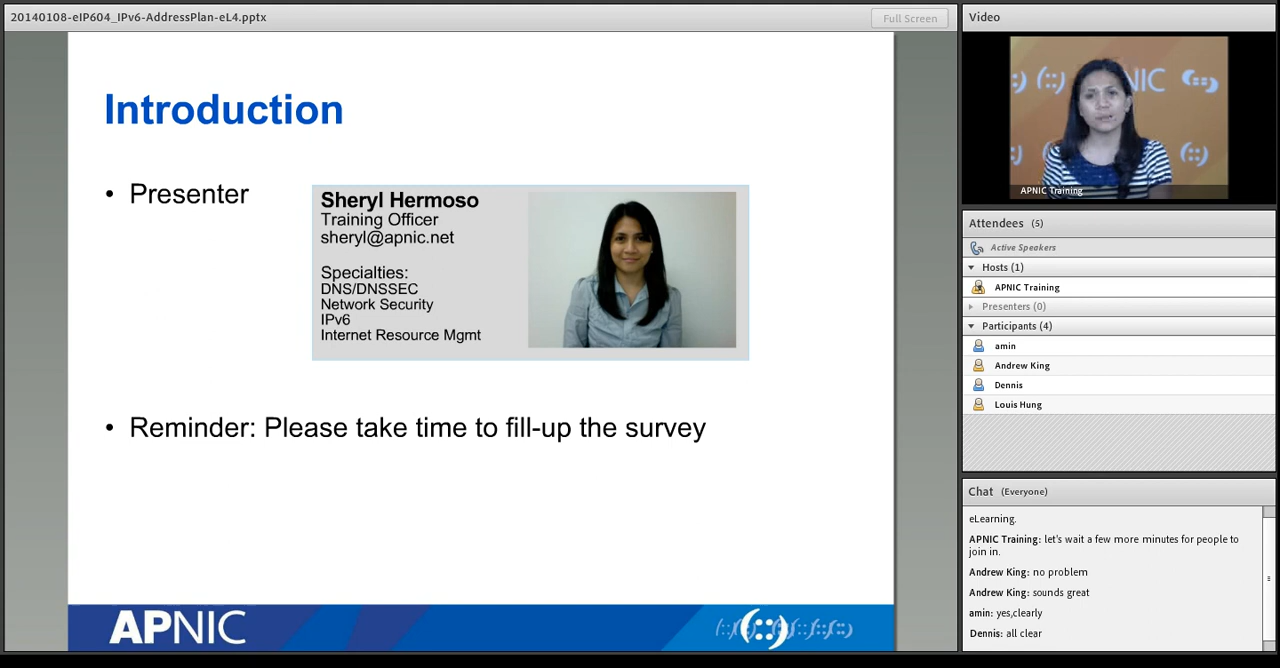 20140108-eIP604_IPv6-AddressPlan-eL4.pptx
Full Screen
Introduction
• Presenter
Sheryl Hermoso
Training Officer
sheryl@apnic.net
Specialties:
DNS/DNSSEC
Network Security
IPv6
Internet Resource Mgmt
• Reminder: Please take time to fill-up the survey
APNIC
Video
NIC
APNIC Training
Attendees (5)
Active Speakers
Hosts (1)
APNIC Training
Presenters (0)
Participants (4)
amin
Andrew King
Dennis
Louis Hung
Chat (Everyone)
eLearning.
APNIC Training: let's wait a few more minutes for people to
join in.
Andrew King: no problem
Andrew King: sounds great
amin: yes,clearly
Dennis: all clear